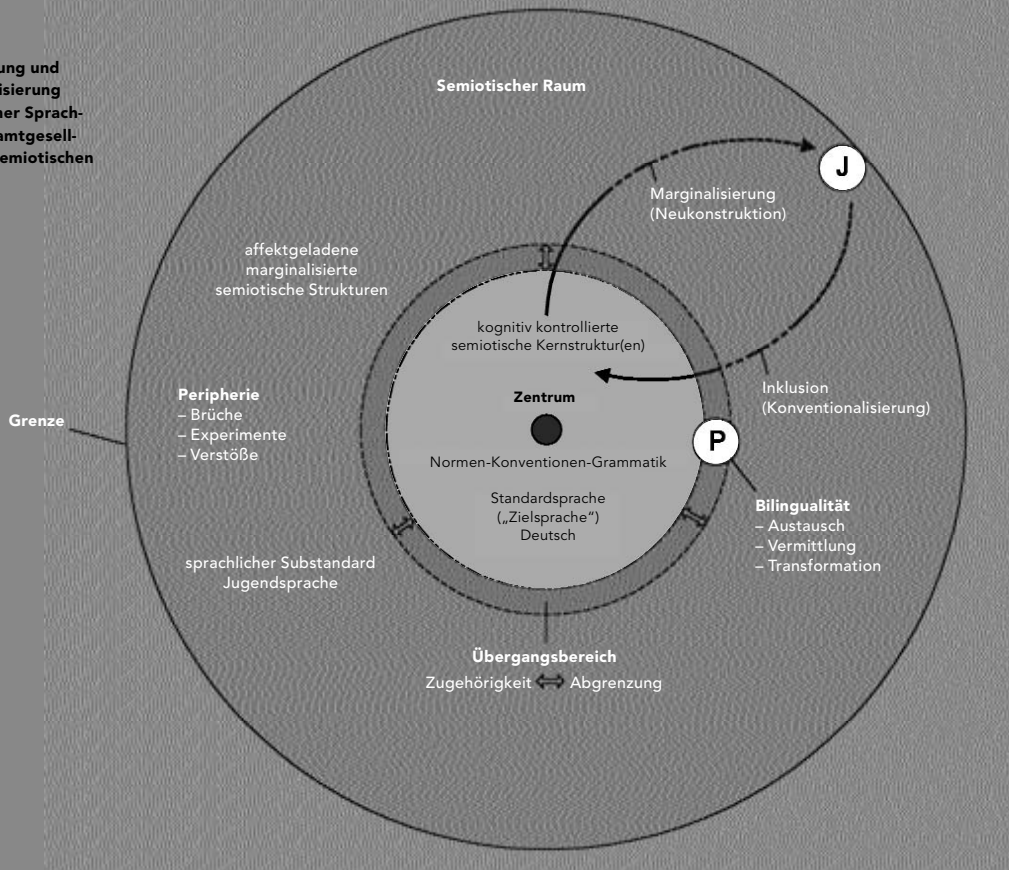 ung und
isierung
ner Sprach-
amtgesell-
emiotischen
Semiotischer Raum
J
Marginalisierung
(Neukonstruktion)
affektgeladene
marginalisierte
semiotische Strukturen
kognitiv kontrollierte
semiotische Kernstruktur(en)
Inklusion
(Konventionalisierung)
Peripherie
– Brüche
– Experimente
– Verstöße
Grenze
Zentrum
P
Normen-Konventionen-Grammatik
Standardsprache
(„Zielsprache“)
Deutsch
Bilingualität
– Austausch
– Vermittlung
– Transformation
sprachlicher Substandard
Jugendsprache
Übergangsbereich
Zugehörigkeit ⇔ Abgrenzung